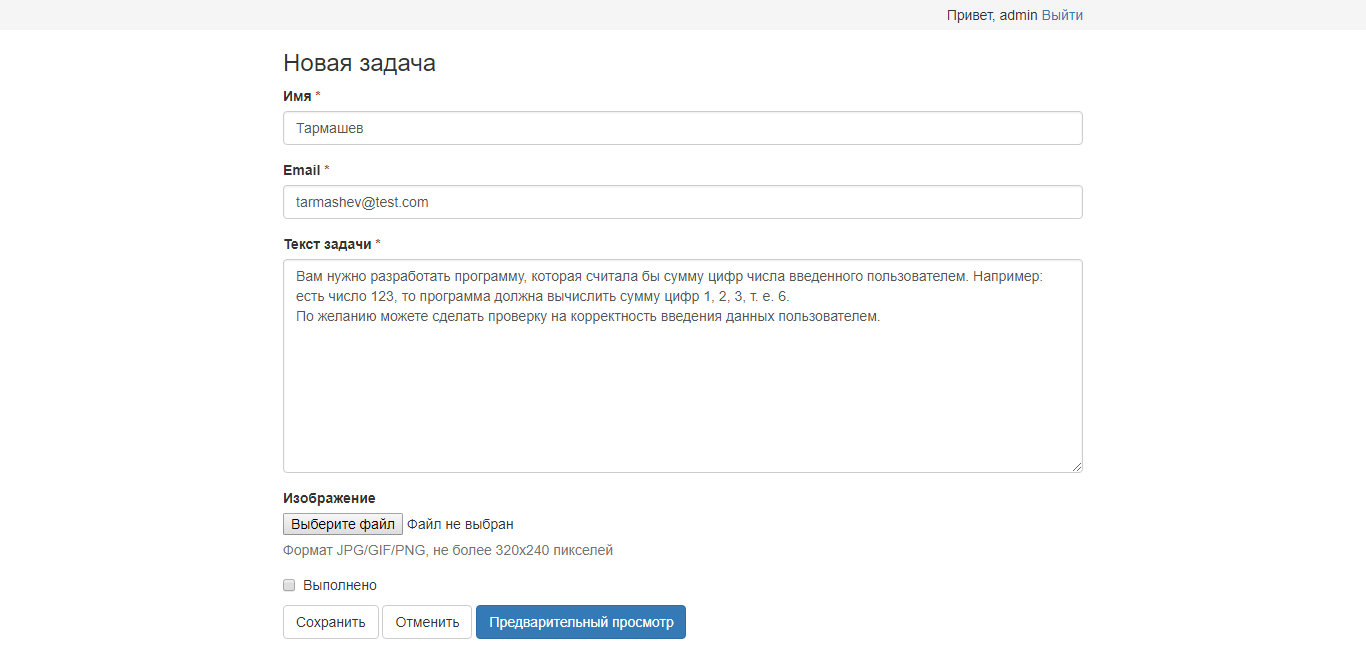 Привет, admin Выйти
Новая задача
Имя *
Тармашев
Email *
tarmashev@test.com
Текст задачи *
Вам нужно разработать программу, которая считала бы сумму цифр числа введенного пользователем. Например:
есть число 123, то программа должна вычислить сумму цифр 1, 2, 3, т. е. 6.
По желанию можете сделать проверку на корректность введения данных пользователем.
Изображение
Выберите файл Файл не выбран
Формат JPG/GIF/PNG, не более 320x240 пикселей
Выполнено
Сохранить Отменить Предварительный просмотр